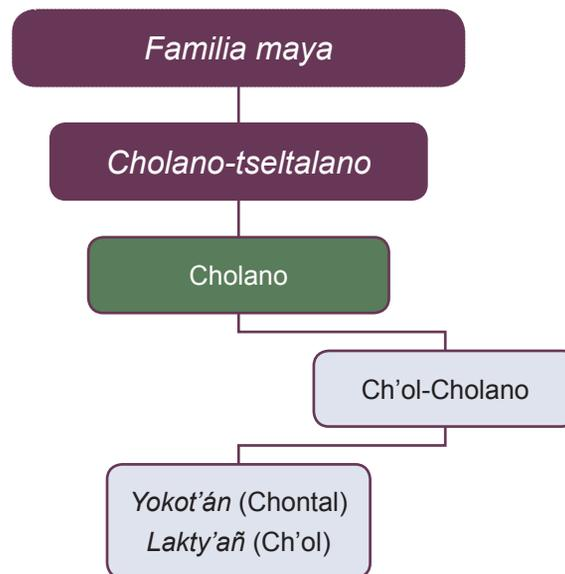 Familia maya
Cholano-tseltalano
Cholano
Ch’ol-Cholano
Yokot’án (Chontal)
Lakty’añ (Ch’ol)